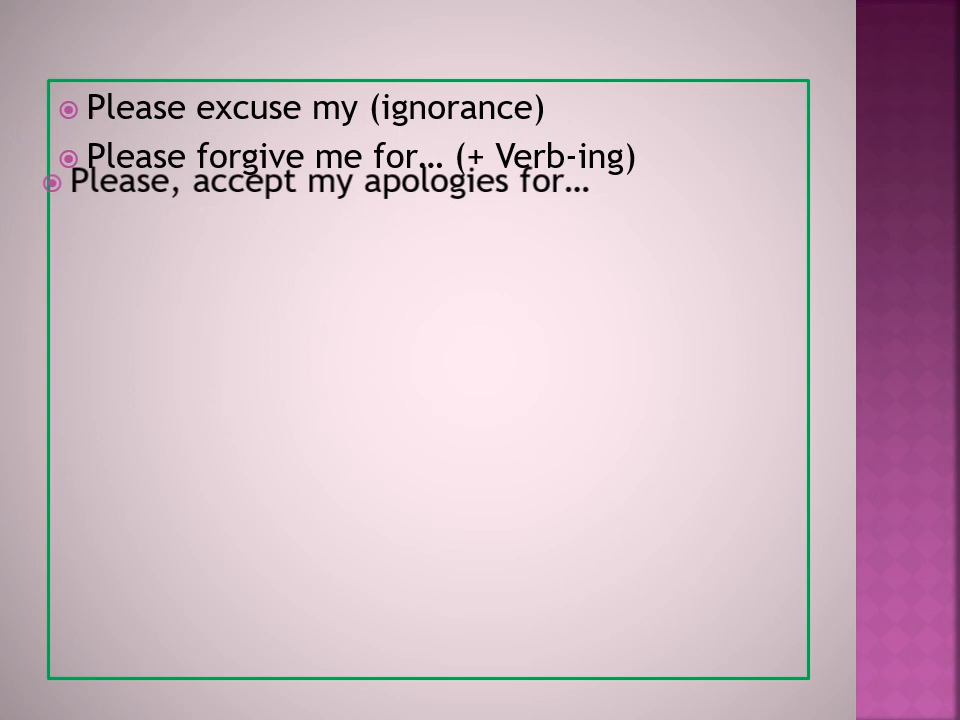 Please excuse my (ignorance)
Please forgive me for… (+ Verb-ing)
Please, accept my apologies for…